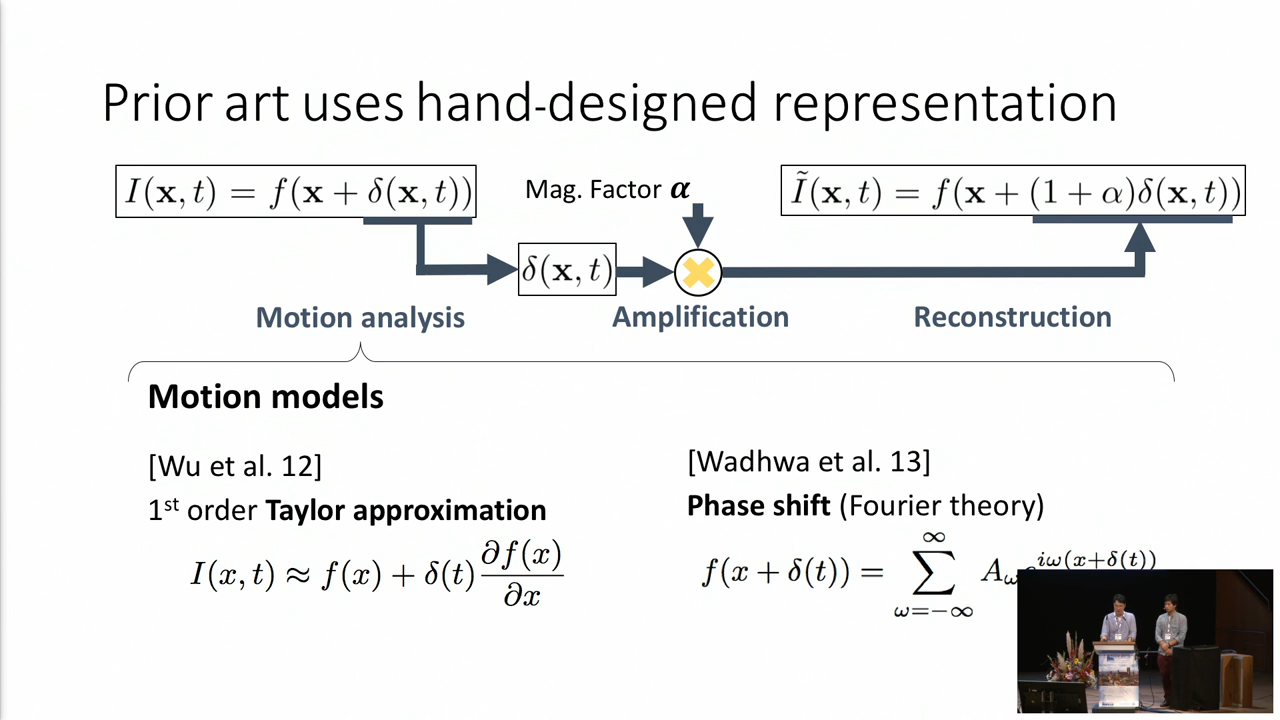 Prior art uses hand-designed representation
I(x, t) = f(x + δ(x, t))
Mag. Factor α
Ĩ(x, t) = f(x + (1 + α)δ(x, t))
δ(x, t)
Motion analysis
Amplification
Reconstruction
Motion models
[Wu et al. 12]
1st order Taylor approximation
I(x, t) ≈ f(x) + δ(t) ∂f(x)/∂x
[Wadhwa et al. 13]
Phase shift (Fourier theory)
f(x + δ(t)) = ∑_{ω=−∞}^{∞} A_ω e^{iω(x+δ(t))}